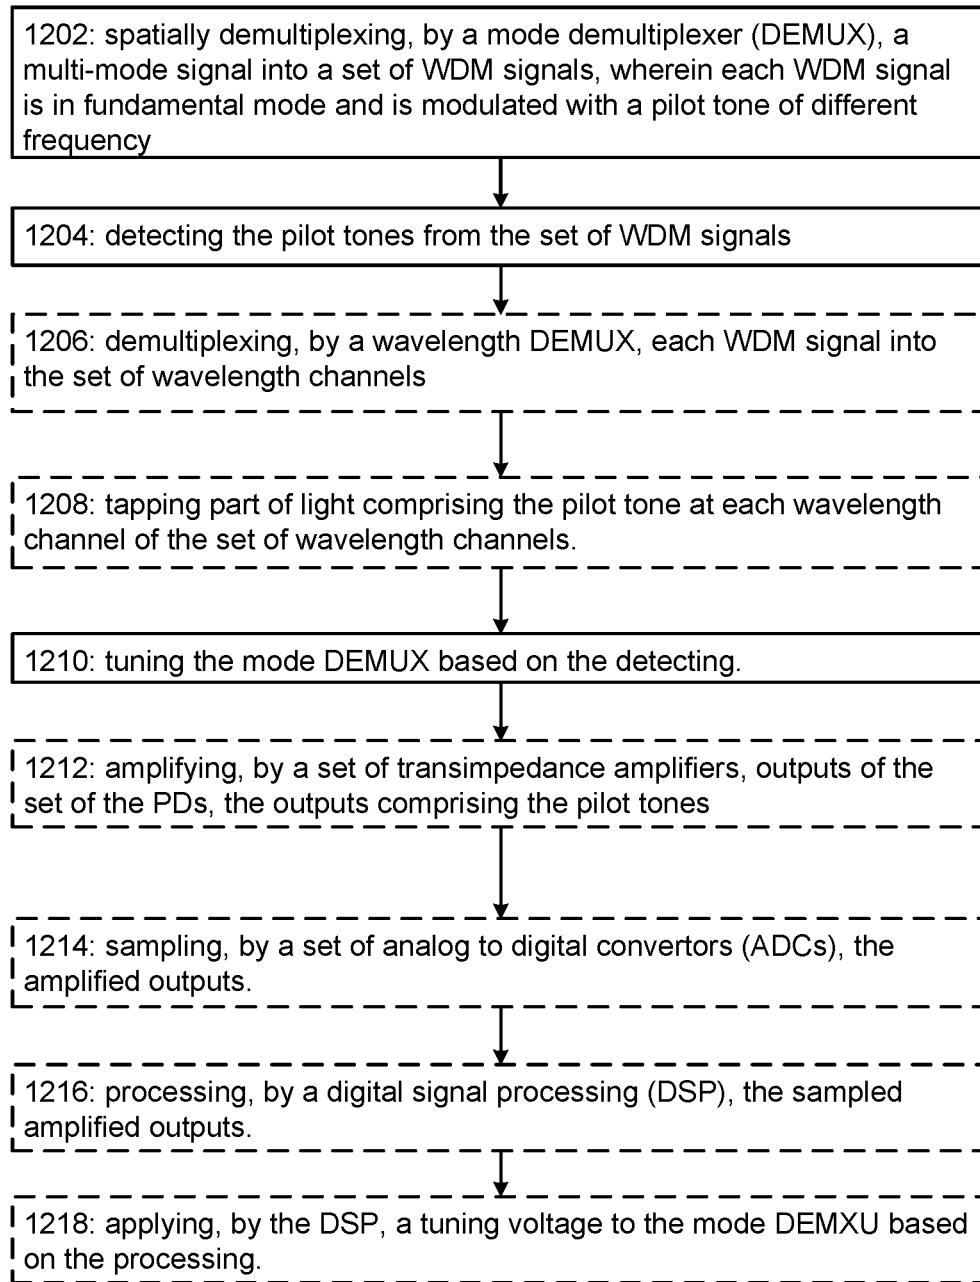 1202: spatially demultiplexing, by a mode demultiplexer (DEMUX), a
multi-mode signal into a set of WDM signals, wherein each WDM signal
is in fundamental mode and is modulated with a pilot tone of different
frequency
1204: detecting the pilot tones from the set of WDM signals
1206: demultiplexing, by a wavelength DEMUX, each WDM signal into
the set of wavelength channels
1208: tapping part of light comprising the pilot tone at each wavelength
channel of the set of wavelength channels.
1210: tuning the mode DEMUX based on the detecting.
1212: amplifying, by a set of transimpedance amplifiers, outputs of the
set of the PDs, the outputs comprising the pilot tones
1214: sampling, by a set of analog to digital convertors (ADCs), the
amplified outputs.
1216: processing, by a digital signal processing (DSP), the sampled
amplified outputs.
1218: applying, by the DSP, a tuning voltage to the mode DEMXU based
on the processing.